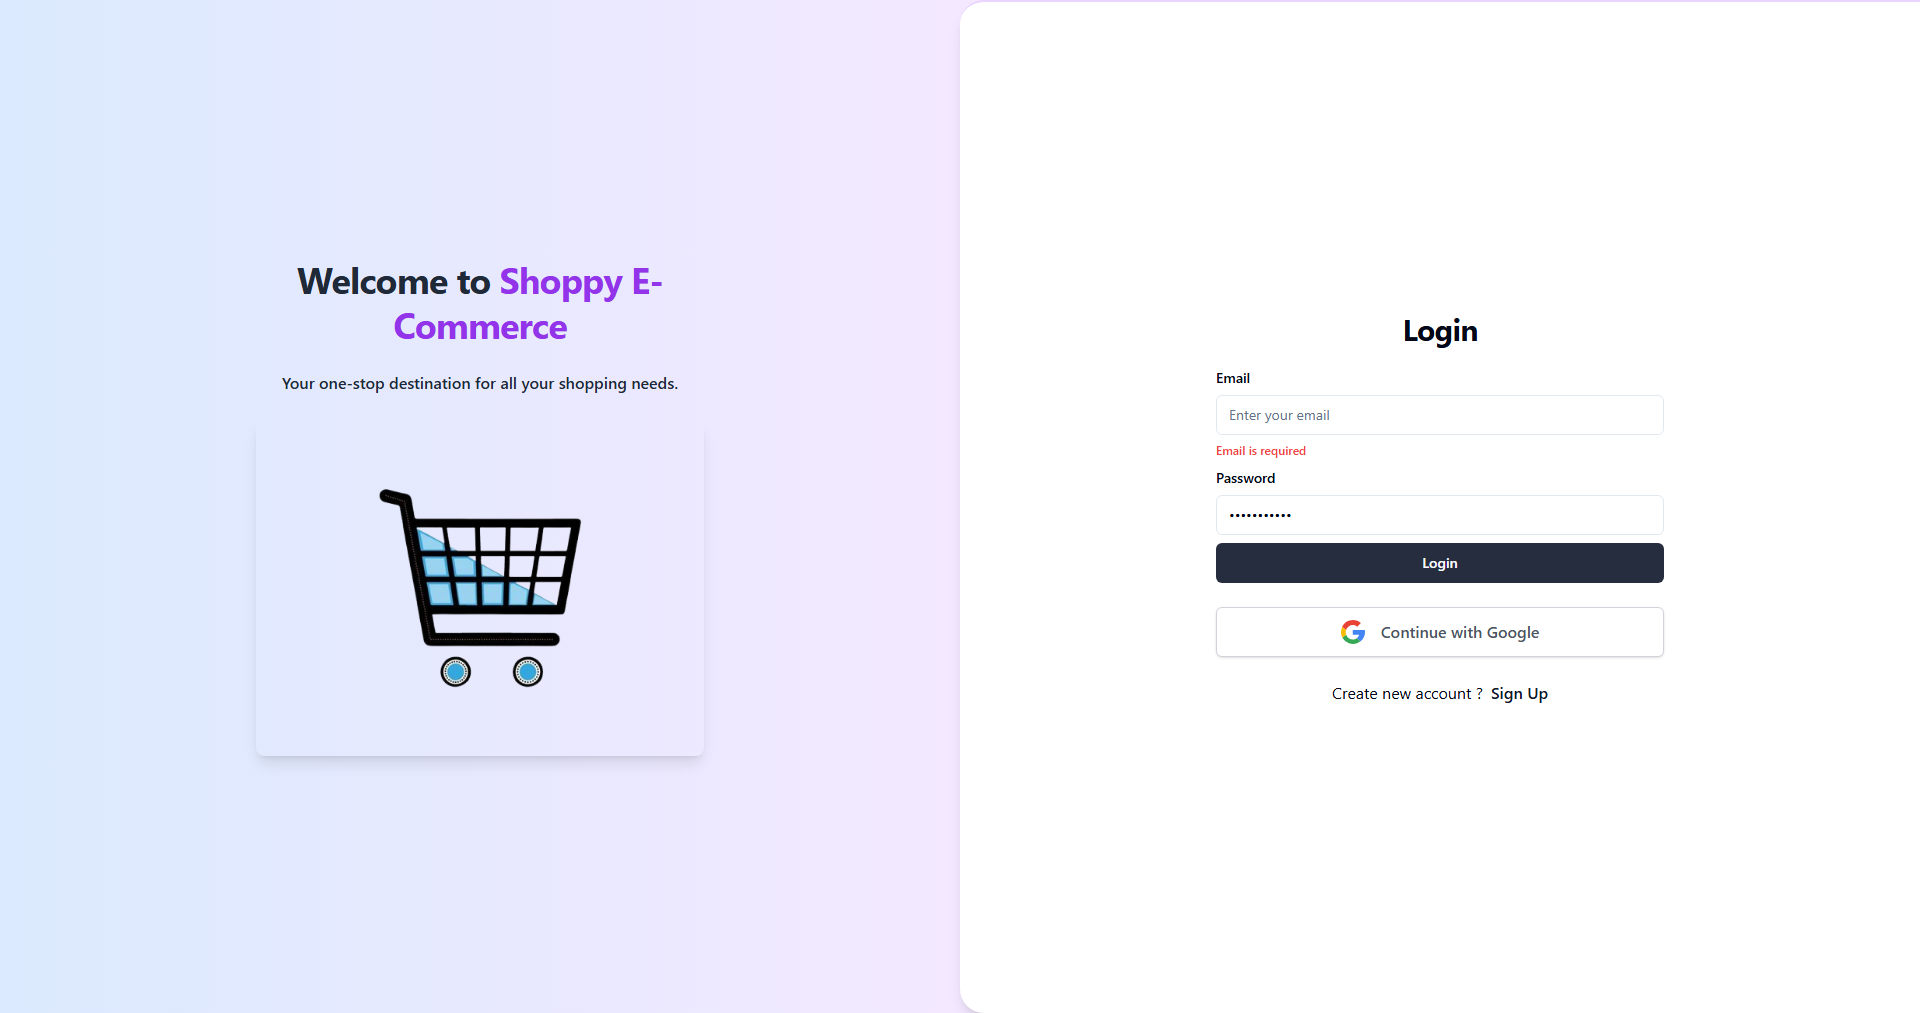 Welcome to Shoppy E-
Commerce
Your one-stop destination for all your shopping needs.
Login
Email
Enter your email
Email is required
Password
•••••••••••
Login
Continue with Google
Create new account ? Sign Up